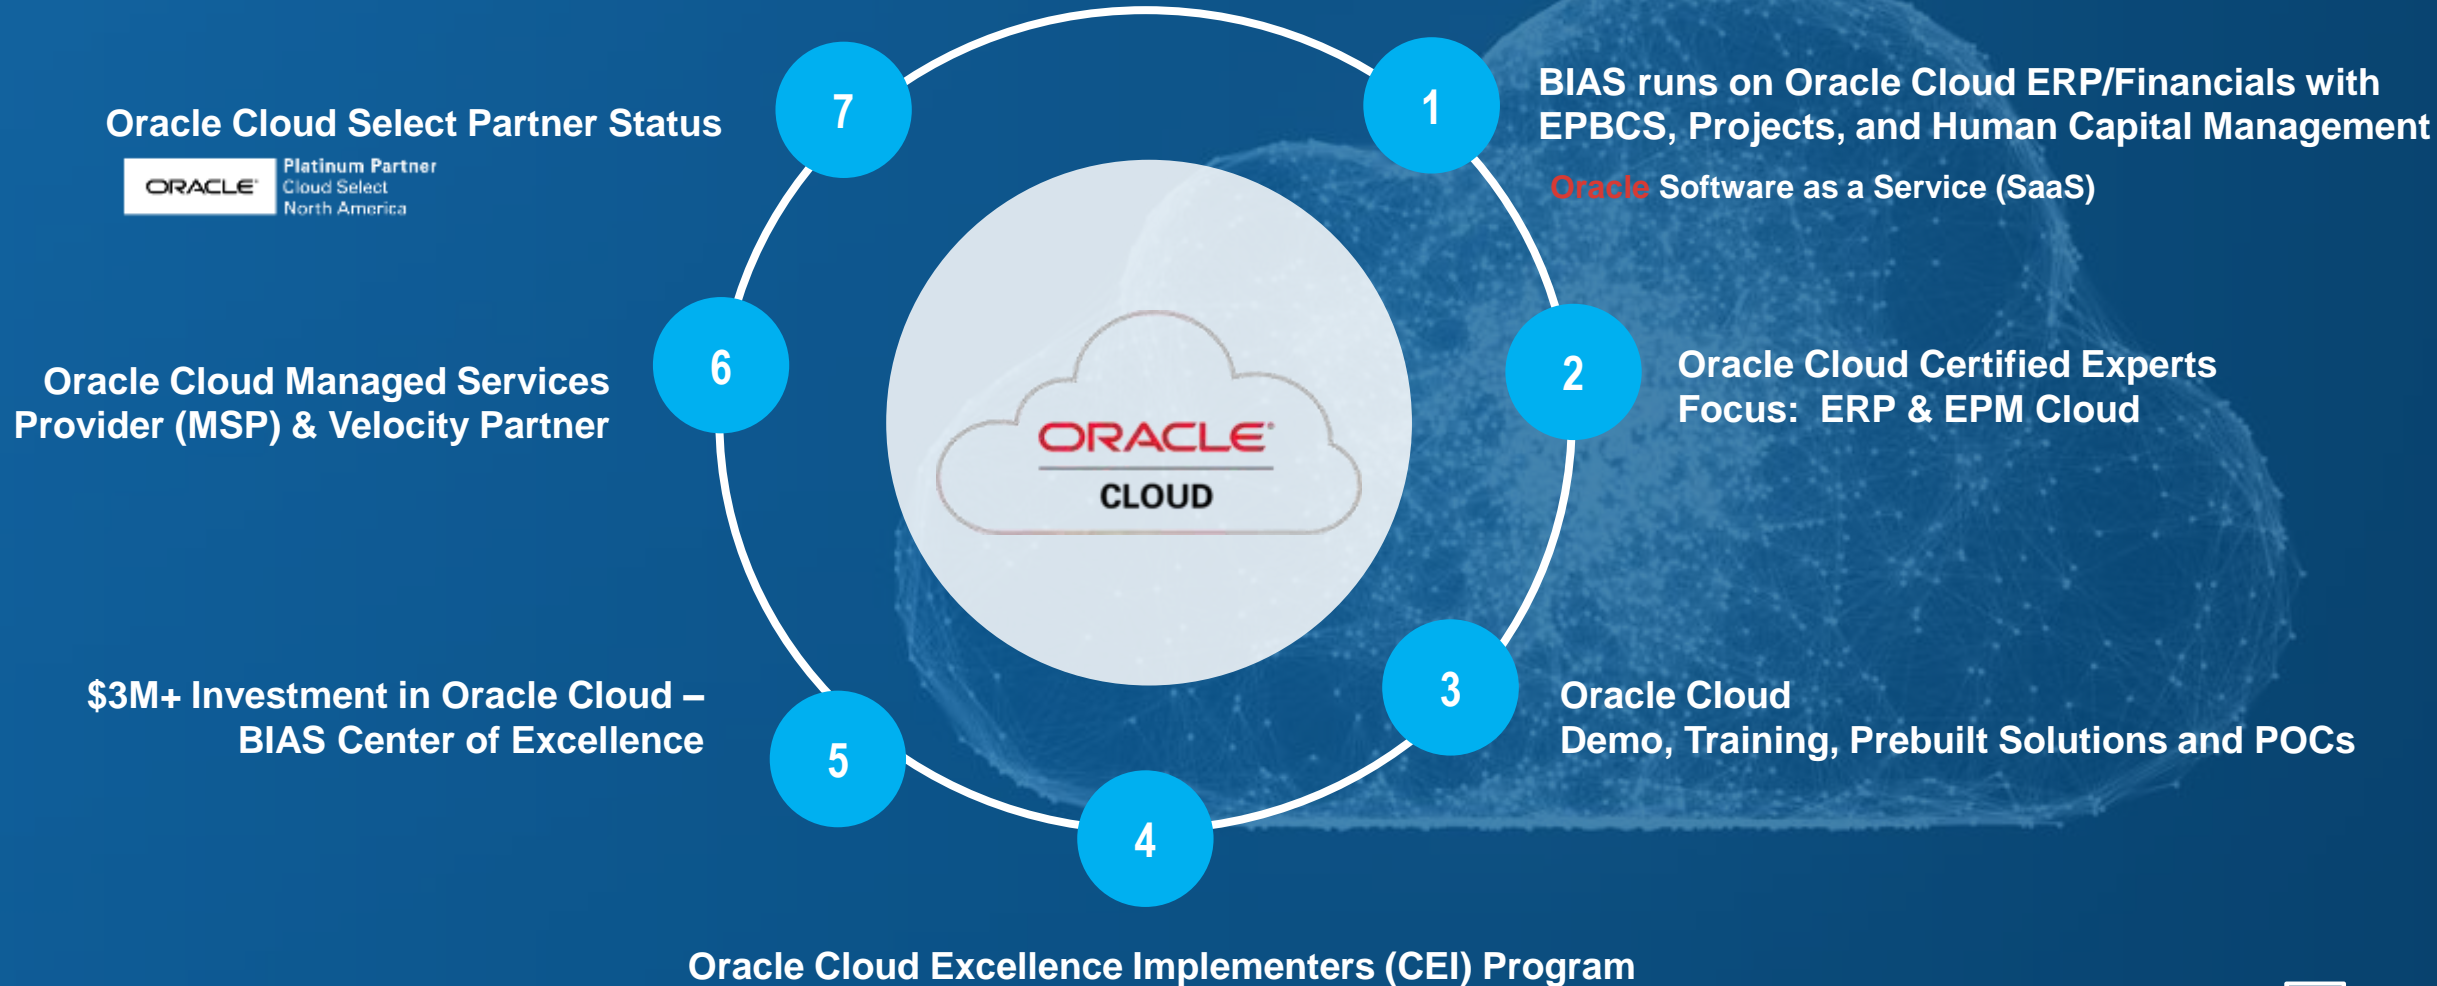 1
BIAS runs on Oracle Cloud ERP/Financials with
EPBCS, Projects, and Human Capital Management
Oracle Software as a Service (SaaS)
2
Oracle Cloud Certified Experts
Focus: ERP & EPM Cloud
3
Oracle Cloud
Demo, Training, Prebuilt Solutions and POCs
4
Oracle Cloud Excellence Implementers (CEI) Program
5
$3M+ Investment in Oracle Cloud –
BIAS Center of Excellence
6
Oracle Cloud Managed Services
Provider (MSP) & Velocity Partner
7
Oracle Cloud Select Partner Status
ORACLE
Platinum Partner
Cloud Select
North America
ORACLE
CLOUD